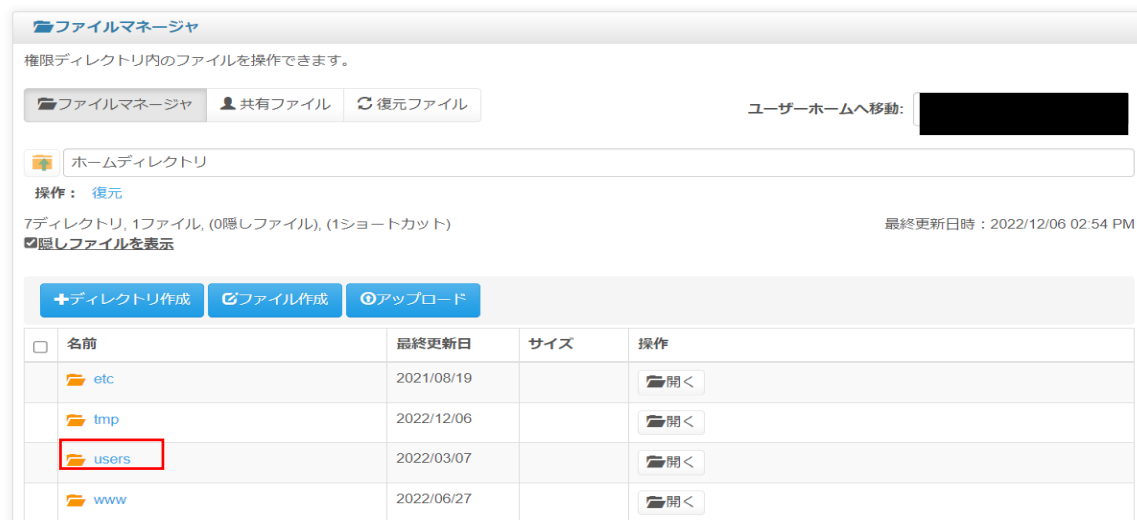 ファイルマネージャ
権限ディレクトリ内のファイルを操作できます。
ファイルマネージャ 共有ファイル 復元ファイル ユーザーホームへ移動:
ホームディレクトリ
操作： 復元
7ディレクトリ, 1ファイル, (0隠しファイル), (1ショートカット) 最終更新日時：2022/12/06 02:54 PM
隠しファイルを表示
ディレクトリ作成 ファイル作成 アップロード
名前 最終更新日 サイズ 操作
etc 2021/08/19 開く
tmp 2022/12/06 開く
users 2022/03/07 開く
www 2022/06/27 開く